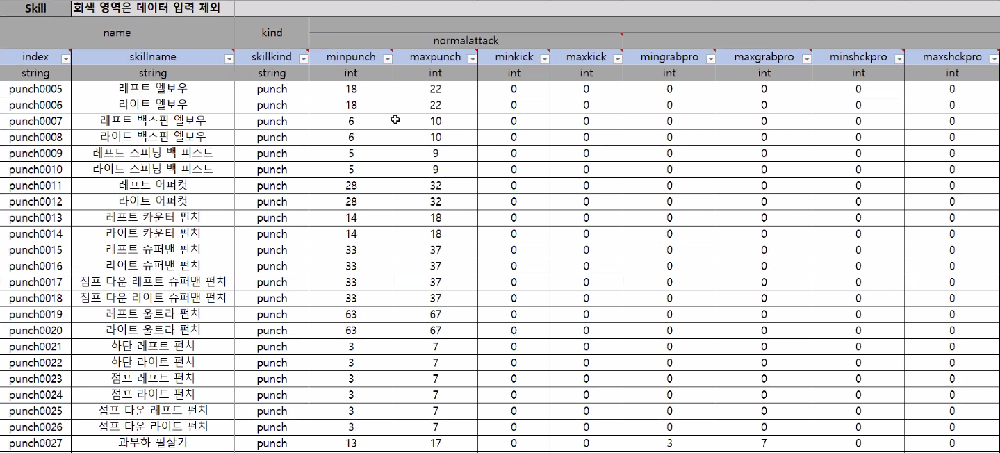 Skill 회색 영역은 데이터 입력 제외
name kind
normalattack
index skillname skillkind minpunch maxpunch minkick maxkick mingrabpro maxgrabpro minshckpro maxshckpro
string string string int int int int int int int int
punch0005 레프트 엘보우 punch 18 22 0 0 0 0 0 0
punch0006 라이트 엘보우 punch 18 22 0 0 0 0 0 0
punch0007 레프트 백스핀 엘보우 punch 6 10 0 0 0 0 0 0
punch0008 라이트 백스핀 엘보우 punch 6 10 0 0 0 0 0 0
punch0009 레프트 스피닝 백 피스트 punch 5 9 0 0 0 0 0 0
punch0010 라이트 스피닝 백 피스트 punch 5 9 0 0 0 0 0 0
punch0011 레프트 어퍼컷 punch 28 32 0 0 0 0 0 0
punch0012 라이트 어퍼컷 punch 28 32 0 0 0 0 0 0
punch0013 레프트 카운터 펀치 punch 14 18 0 0 0 0 0 0
punch0014 라이트 카운터 펀치 punch 14 18 0 0 0 0 0 0
punch0015 레프트 슈퍼맨 펀치 punch 33 37 0 0 0 0 0 0
punch0016 라이트 슈퍼맨 펀치 punch 33 37 0 0 0 0 0 0
punch0017 점프 다운 레프트 슈퍼맨 펀치 punch 33 37 0 0 0 0 0 0
punch0018 점프 다운 라이트 슈퍼맨 펀치 punch 33 37 0 0 0 0 0 0
punch0019 레프트 울트라 펀치 punch 63 67 0 0 0 0 0 0
punch0020 라이트 울트라 펀치 punch 63 67 0 0 0 0 0 0
punch0021 하단 레프트 펀치 punch 3 7 0 0 0 0 0 0
punch0022 하단 라이트 펀치 punch 3 7 0 0 0 0 0 0
punch0023 점프 레프트 펀치 punch 3 7 0 0 0 0 0 0
punch0024 점프 라이트 펀치 punch 3 7 0 0 0 0 0 0
punch0025 점프 다운 레프트 펀치 punch 3 7 0 0 0 0 0 0
punch0026 점프 다운 라이트 펀치 punch 3 7 0 0 0 0 0 0
punch0027 과부하 필살기 punch 13 17 0 0 3 7 0 0